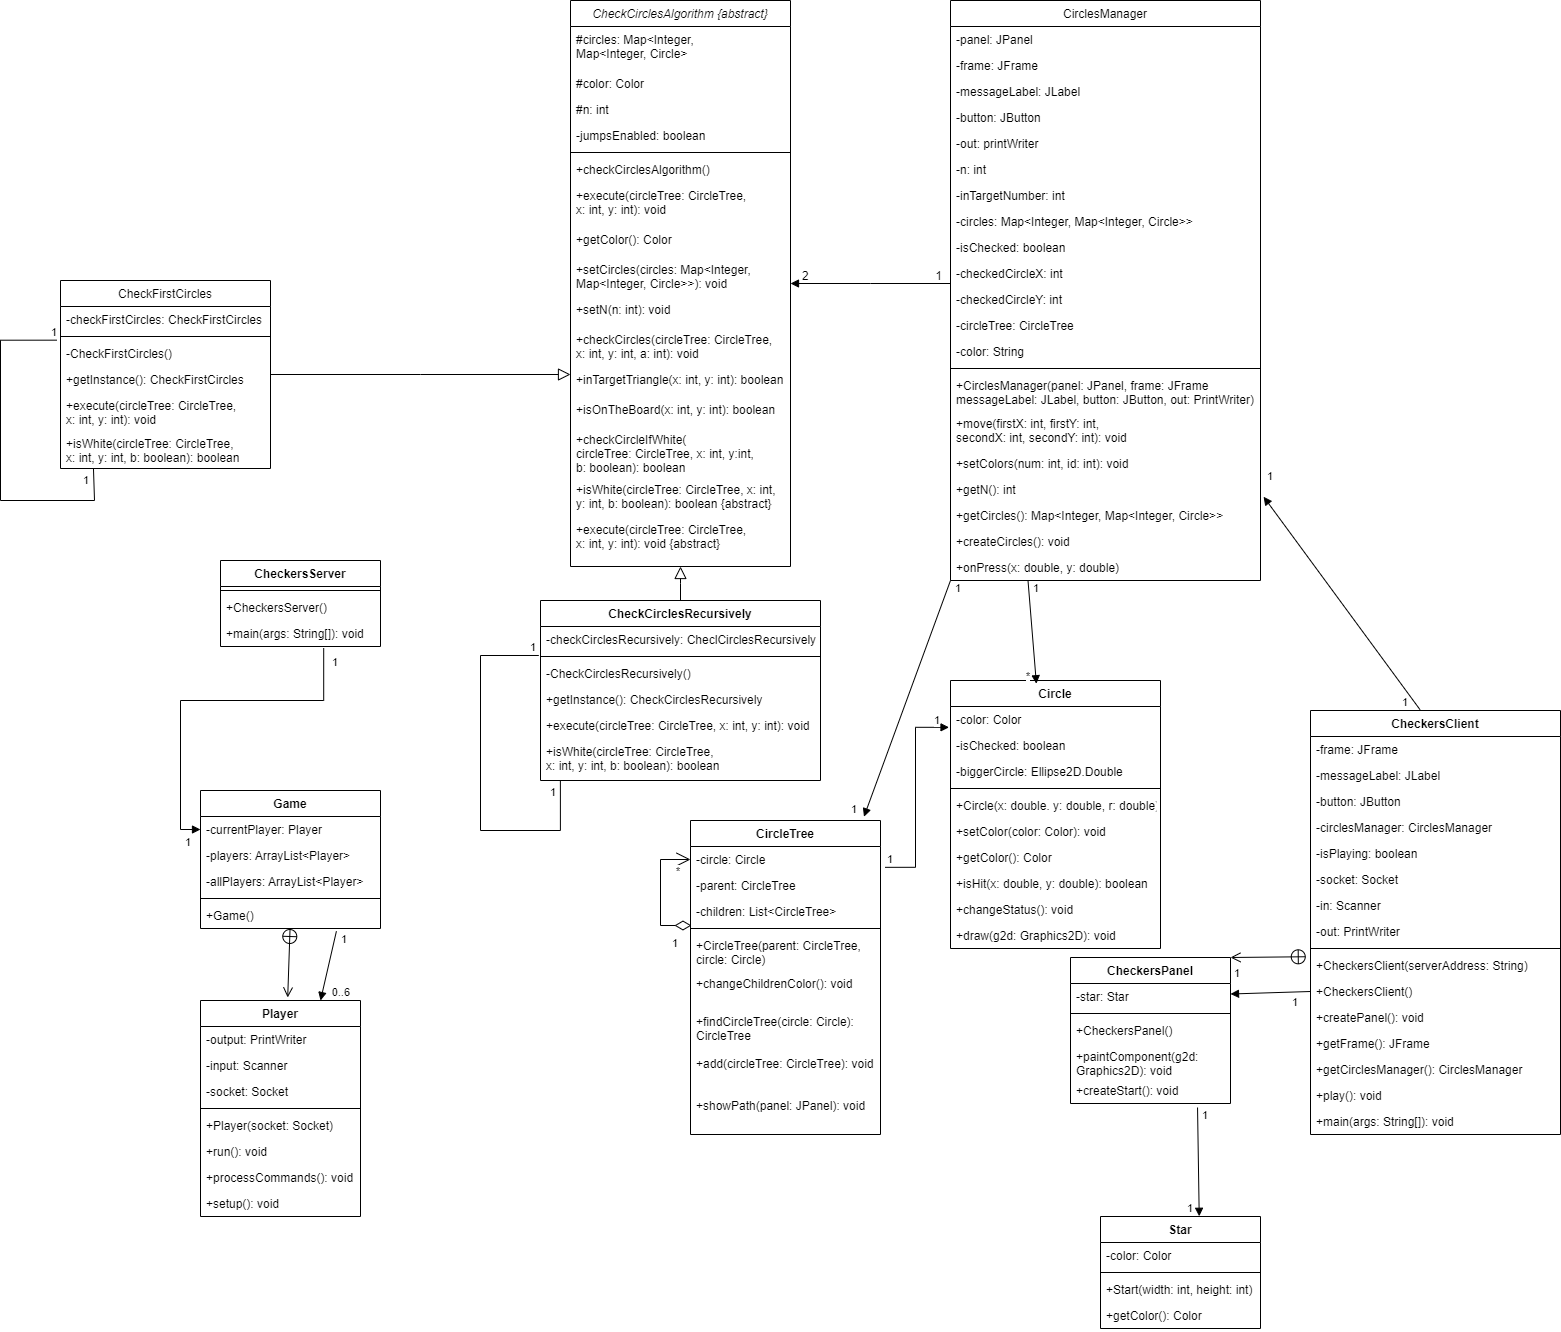 CheckCirclesAlgorithm {abstract}
#circles: Map<Integer,
Map<Integer, Circle>
#color: Color
#n: int
-jumpsEnabled: boolean
+checkCirclesAlgorithm()
+execute(circleTree: CircleTree,
x: int, y: int): void
+getColor(): Color
+setCircles(circles: Map<Integer,
Map<Integer, Circle>>): void
+setN(n: int): void
+checkCircles(circleTree: CircleTree,
x: int, y: int, a: int): void
+inTargetTriangle(x: int, y: int): boolean
+isOnTheBoard(x: int, y: int): boolean
+checkCircleIfWhite(
circleTree: CircleTree, x: int, y:int,
b: boolean): boolean
+isWhite(circleTree: CircleTree, x: int,
y: int, b: boolean): boolean {abstract}
+execute(circleTree: CircleTree,
x: int, y: int): void {abstract}
CirclesManager
-panel: JPanel
-frame: JFrame
-messageLabel: JLabel
-button: JButton
-out: printWriter
-n: int
-inTargetNumber: int
-circles: Map<Integer, Map<Integer, Circle>>
-isChecked: boolean
-checkedCircleX: int
-checkedCircleY: int
-circleTree: CircleTree
-color: String
+CirclesManager(panel: JPanel, frame: JFrame
messageLabel: JLabel, button: JButton, out: PrintWriter)
+move(firstX: int, firstY: int,
secondX: int, secondY: int): void
+setColors(num: int, id: int): void
+getN(): int
+getCircles(): Map<Integer, Map<Integer, Circle>>
+createCircles(): void
+onPress(x: double, y: double)
2
1
CheckFirstCircles
-checkFirstCircles: CheckFirstCircles
-CheckFirstCircles()
+getInstance(): CheckFirstCircles
+execute(circleTree: CircleTree,
x: int, y: int): void
+isWhite(circleTree: CircleTree,
x: int, y: int, b: boolean): boolean
1
1
CheckersServer
+CheckersServer()
+main(args: String[]): void
1
1
CheckCirclesRecursively
-checkCirclesRecursively: CheclCirclesRecursively
-CheckCirclesRecursively()
+getInstance(): CheckCirclesRecursively
+execute(circleTree: CircleTree, x: int, y: int): void
+isWhite(circleTree: CircleTree,
x: int, y: int, b: boolean): boolean
1
1
1
1
*
1
1
1
1
Circle
-color: Color
-isChecked: boolean
-biggerCircle: Ellipse2D.Double
+Circle(x: double. y: double, r: double
+setColor(color: Color): void
+getColor(): Color
+isHit(x: double, y: double): boolean
+changeStatus(): void
+draw(g2d: Graphics2D): void
1
1
CheckersClient
-frame: JFrame
-messageLabel: JLabel
-button: JButton
-circlesManager: CirclesManager
-isPlaying: boolean
-socket: Socket
-in: Scanner
-out: PrintWriter
+CheckersClient(serverAddress: String)
+CheckersClient()
+createPanel(): void
+getFrame(): JFrame
+getCirclesManager(): CirclesManager
+play(): void
+main(args: String[]): void
Game
-currentPlayer: Player
-players: ArrayList<Player>
-allPlayers: ArrayList<Player>
+Game()
1
0..6
Player
-output: PrintWriter
-input: Scanner
-socket: Socket
+Player(socket: Socket)
+run(): void
+processCommands(): void
+setup(): void
CircleTree
-circle: Circle
-parent: CircleTree
-children: List<CircleTree>
+CircleTree(parent: CircleTree,
circle: Circle)
+changeChildrenColor(): void
+findCircleTree(circle: Circle):
CircleTree
+add(circleTree: CircleTree): void
+showPath(panel: JPanel): void
*
1
CheckersPanel
-star: Star
+CheckersPanel()
+paintComponent(g2d:
Graphics2D): void
+createStart(): void
1
1
1
1
Star
-color: Color
+Start(width: int, height: int)
+getColor(): Color